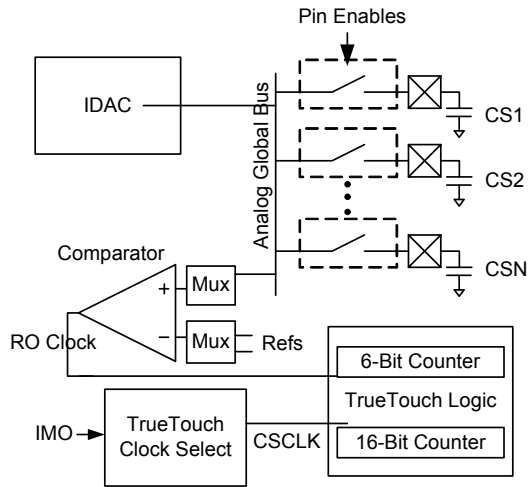 Pin Enables
IDAC
Analog Global Bus
CS1
CS2
CSN
Comparator
+
Mux
−
Mux
Refs
RO Clock
6-Bit Counter
TrueTouch Logic
16-Bit Counter
IMO
TrueTouch
Clock Select
CSCLK